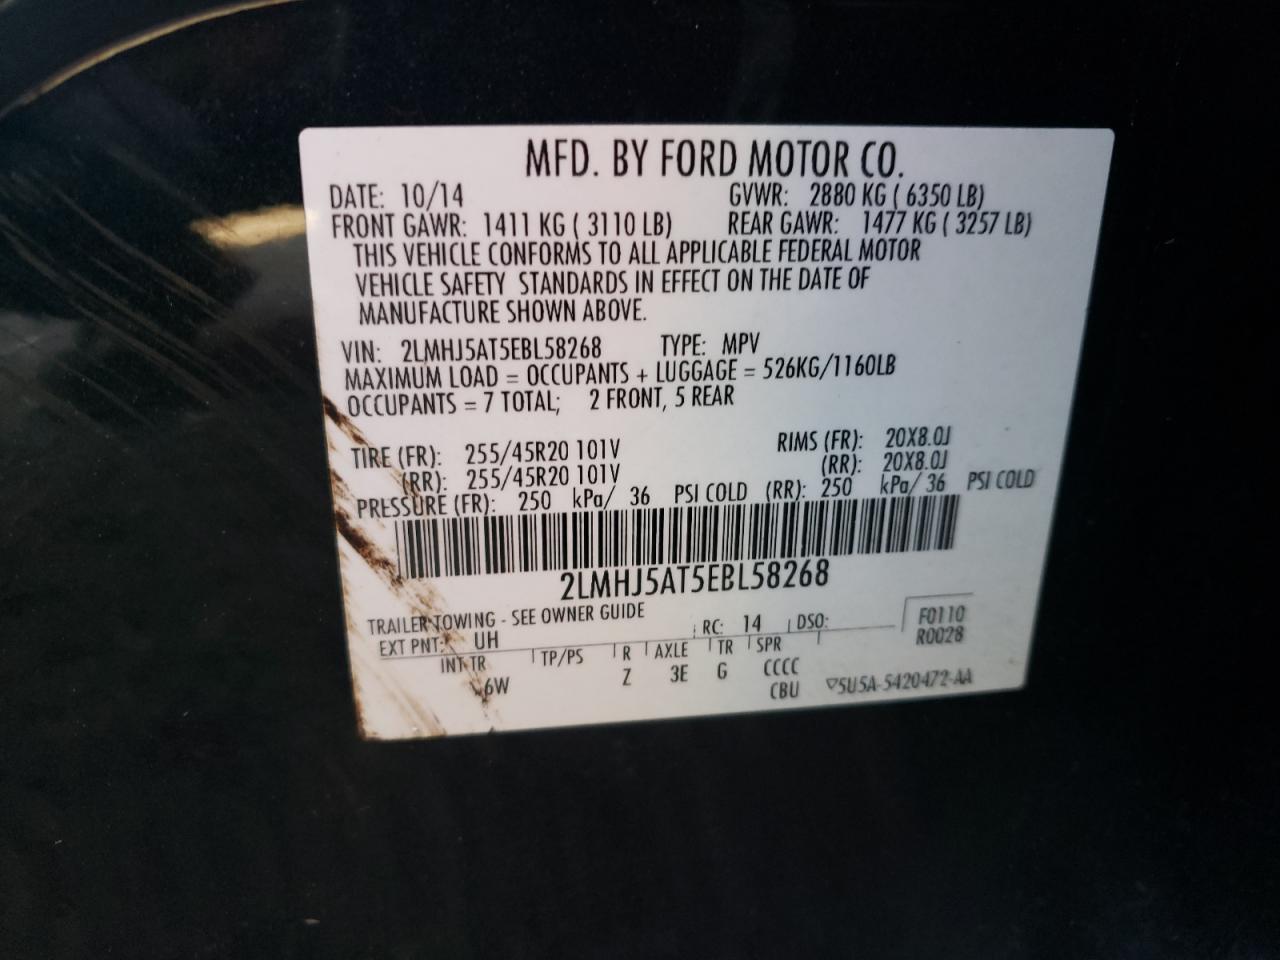 MFD. BY FORD MOTOR CO.
DATE: 10/14 GVWR: 2880 KG ( 6350 LB)
FRONT GAWR: 1411 KG ( 3110 LB) REAR GAWR: 1477 KG ( 3257 LB)
THIS VEHICLE CONFORMS TO ALL APPLICABLE FEDERAL MOTOR
VEHICLE SAFETY STANDARDS IN EFFECT ON THE DATE OF
MANUFACTURE SHOWN ABOVE.
VIN: 2LMHJ5AT5EBL58268 TYPE: MPV
MAXIMUM LOAD = OCCUPANTS + LUGGAGE = 526KG/1160LB
OCCUPANTS = 7 TOTAL; 2 FRONT, 5 REAR
TIRE (FR): 255/45R20 101V RIMS (FR): 20X8.0J
(RR): 255/45R20 101V (RR): 20X8.0J
PRESSURE (FR): 250 kPa/ 36 PSI COLD (RR): 250 kPa/ 36 PSI COLD
2LMHJ5AT5EBL58268
TRAILER TOWING - SEE OWNER GUIDE
EXT PNT: UH RC: 14 DSO: F0110
R0028
INT TR TP/PS R AXLE TR SPR
6W Z 3E G CCCC
CBU ▽5U5A-5420472-AA